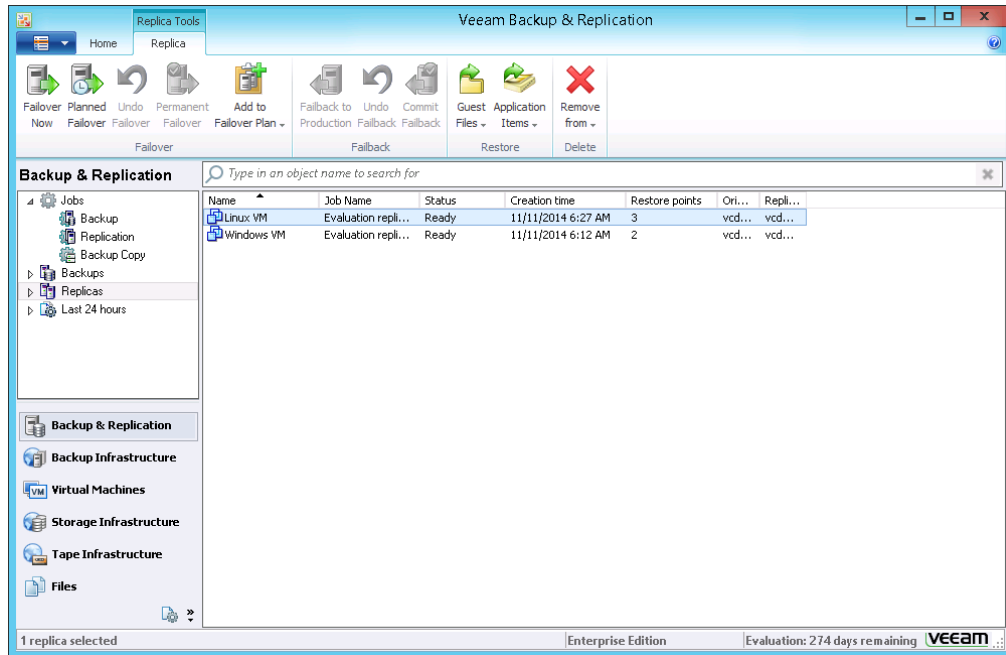 Replica Tools
Veeam Backup & Replication
Home
Replica
Failover Now
Planned Failover
Undo Failover
Permanent Failover
Add to Failover Plan
Failback to Production
Undo Failback
Commit Failback
Guest Files
Application Items
Remove from
Failover
Failback
Restore
Delete
Backup & Replication
Type in an object name to search for
Jobs
Backup
Replication
Backup Copy
Backups
Replicas
Last 24 hours
Name Job Name Status Creation time Restore points Ori... Repli...
Linux VM Evaluation repli... Ready 11/11/2014 6:27 AM 3 vcd... vcd...
Windows VM Evaluation repli... Ready 11/11/2014 6:12 AM 2 vcd... vcd...
Backup & Replication
Backup Infrastructure
VM Virtual Machines
Storage Infrastructure
Tape Infrastructure
Files
1 replica selected
Enterprise Edition
Evaluation: 274 days remaining
veeam